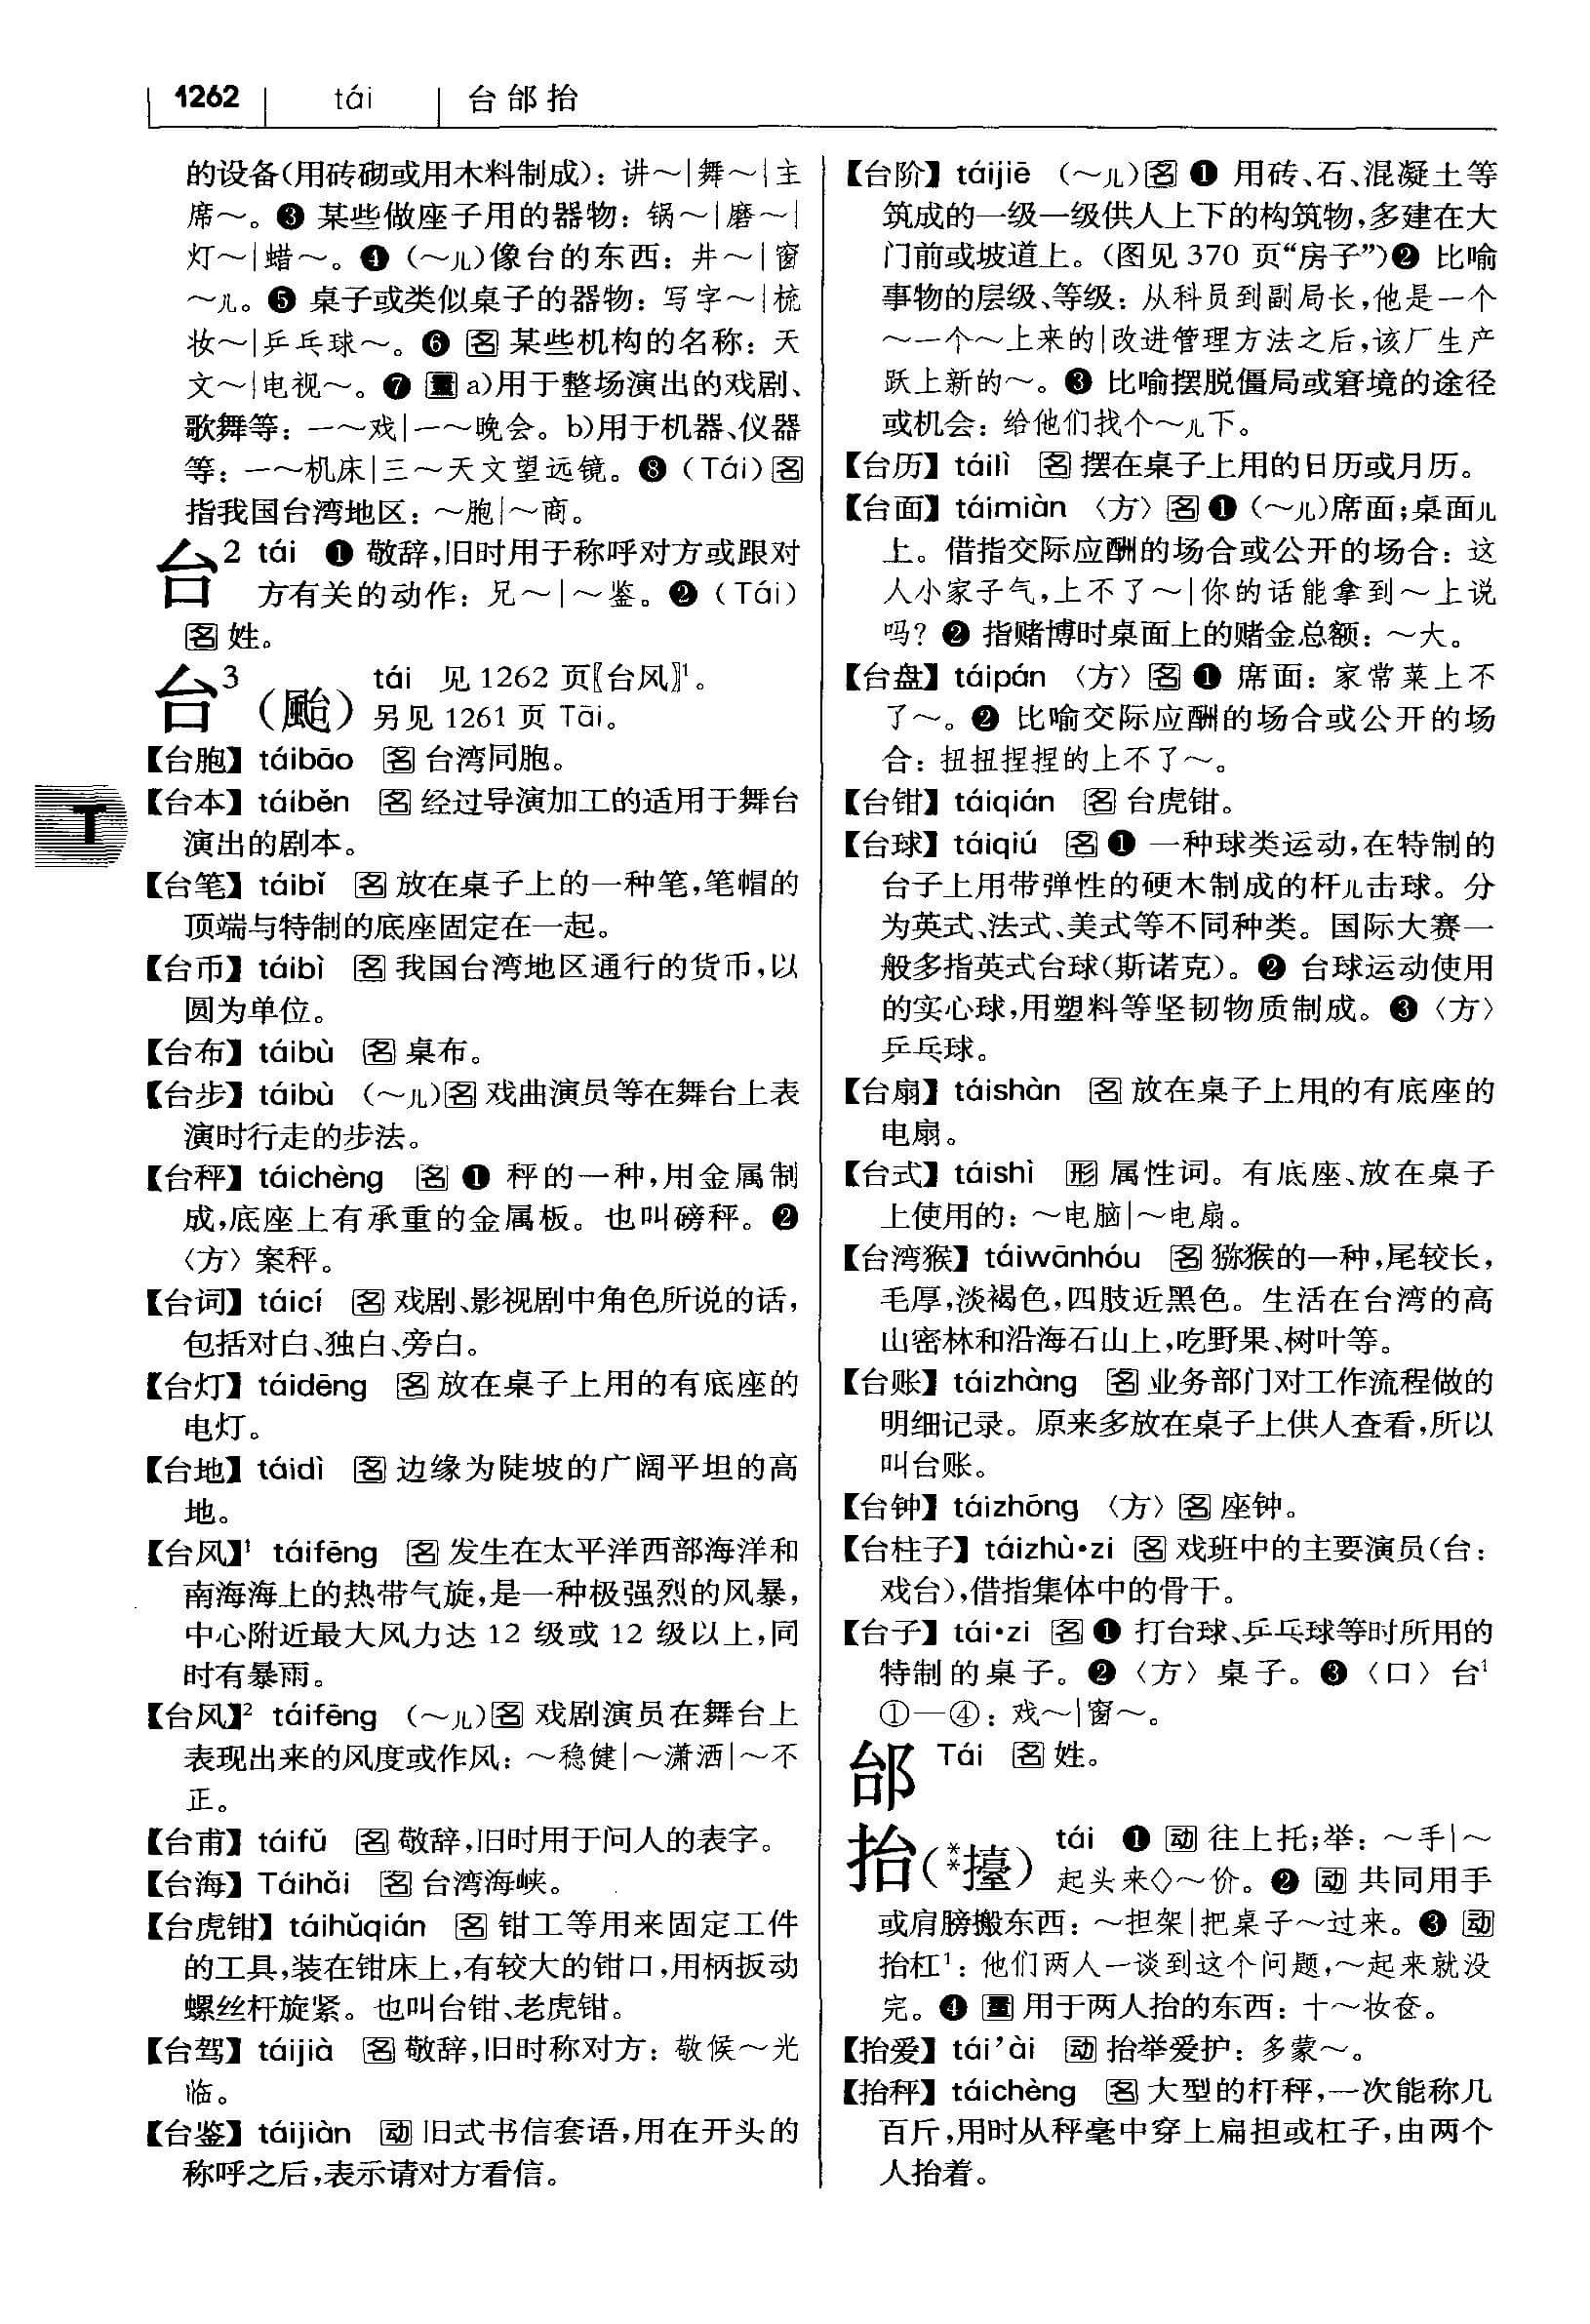 1262 tái 台邰抬
的设备(用砖砌或用木料制成)：讲～|舞～|主
席～。❸ 某些做座子用的器物：锅～|磨～|
灯～|蜡～。❹ (～儿)像台的东西：井～|窗
～儿。❺ 桌子或类似桌子的器物：写字～|梳
妆～|乒乓球～。❻ 名 某些机构的名称：天
文～|电视～。❼ 量 a)用于整场演出的戏剧、
歌舞等：一～戏|一～晚会。b)用于机器、仪器
等：一～机床|三～天文望远镜。❽ (Tái) 名
指我国台湾地区：～胞|～商。
台² tái ❶ 敬辞,旧时用于称呼对方或跟对
方有关的动作：兄～|～鉴。❷ (Tái)
名 姓。
台³(颱) tái 见 1262 页〖台风〗¹。
另见 1261 页 Tāi。
【台胞】 táibāo 名 台湾同胞。
【台本】 táiběn 名 经过导演加工的适用于舞台
演出的剧本。
【台笔】 táibǐ 名 放在桌子上的一种笔,笔帽的
顶端与特制的底座固定在一起。
【台币】 táibì 名 我国台湾地区通行的货币,以
圆为单位。
【台布】 táibù 名 桌布。
【台步】 táibù (～儿)名 戏曲演员等在舞台上表
演时行走的步法。
【台秤】 táichèng 名 ❶ 秤的一种,用金属制
成,底座上有承重的金属板。也叫磅秤。❷
〈方〉案秤。
【台词】 táicí 名 戏剧、影视剧中角色所说的话,
包括对白、独白、旁白。
【台灯】 táidēng 名 放在桌子上用的有底座的
电灯。
【台地】 táidì 名 边缘为陡坡的广阔平坦的高
地。
【台风】¹ táifēng 名 发生在太平洋西部海洋和
南海海上的热带气旋,是一种极强烈的风暴,
中心附近最大风力达 12 级或 12 级以上,同
时有暴雨。
【台风】² táifēng (～儿)名 戏剧演员在舞台上
表现出来的风度或作风：～稳健|～潇洒|～不
正。
【台甫】 táifǔ 名 敬辞,旧时用于问人的表字。
【台海】 Táihǎi 名 台湾海峡。
【台虎钳】 táihǔqián 名 钳工等用来固定工件
的工具,装在钳床上,有较大的钳口,用柄扳动
螺丝杆旋紧。也叫台钳、老虎钳。
【台驾】 táijià 名 敬辞,旧时称对方：敬候～光
临。
【台鉴】 táijiàn 动 旧式书信套语,用在开头的
称呼之后,表示请对方看信。
T
【台阶】 táijiē (～儿)名 ❶ 用砖、石、混凝土等
筑成的一级一级供人上下的构筑物,多建在大
门前或坡道上。(图见 370 页“房子”)❷ 比喻
事物的层级、等级：从科员到副局长,他是一个
～一个～上来的|改进管理方法之后,该厂生产
跃上新的～。❸ 比喻摆脱僵局或窘境的途径
或机会：给他们找个～儿下。
【台历】 táilì 名 摆在桌子上用的日历或月历。
【台面】 táimiàn 〈方〉名 ❶ (～儿)席面;桌面儿
上。借指交际应酬的场合或公开的场合：这
人小家子气,上不了～|你的话能拿到～上说
吗? ❷ 指赌博时桌面上的赌金总额：～大。
【台盘】 táipán 〈方〉名 ❶ 席面：家常菜上不
了～。❷ 比喻交际应酬的场合或公开的场
合：扭扭捏捏的上不了～。
【台钳】 táiqián 名 台虎钳。
【台球】 táiqiú 名 ❶ 一种球类运动,在特制的
台子上用带弹性的硬木制成的杆儿击球。分
为英式、法式、美式等不同种类。国际大赛一
般多指英式台球(斯诺克)。❷ 台球运动使用
的实心球,用塑料等坚韧物质制成。❸〈方〉
乒乓球。
【台扇】 táishàn 名 放在桌子上用的有底座的
电扇。
【台式】 táishì 形 属性词。有底座、放在桌子
上使用的：～电脑|～电扇。
【台湾猴】 táiwānhóu 名 猕猴的一种,尾较长,
毛厚,淡褐色,四肢近黑色。生活在台湾的高
山密林和沿海石山上,吃野果、树叶等。
【台账】 táizhàng 名 业务部门对工作流程做的
明细记录。原来多放在桌子上供人查看,所以
叫台账。
【台钟】 táizhōng 〈方〉名 座钟。
【台柱子】 táizhù•zi 名 戏班中的主要演员(台：
戏台),借指集体中的骨干。
【台子】 tái•zi 名 ❶ 打台球、乒乓球等时所用的
特制的桌子。❷〈方〉桌子。❸〈口〉台¹
①—④：戏～|窗～。
邰 Tái 名 姓。
抬(**擡) tái ❶ 动 往上托;举：～手|～
起头来◇～价。❷ 动 共同用手
或肩膀搬东西：～担架|把桌子～过来。❸ 动
抬杠¹：他们两人一谈到这个问题,～起来就没
完。❹ 量 用于两人抬的东西：十～妆奁。
【抬爱】 tái'ài 动 抬举爱护：多蒙～。
【抬秤】 táichèng 名 大型的杆秤,一次能称几
百斤,用时从秤毫中穿上扁担或杠子,由两个
人抬着。